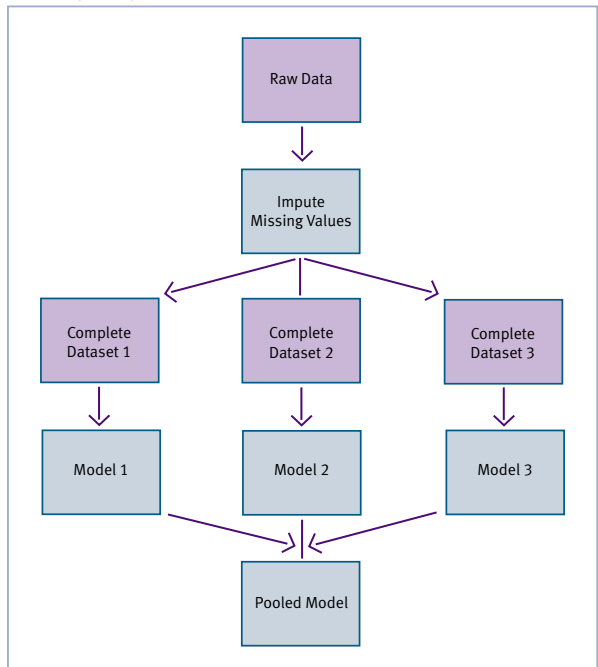 Raw Data
Impute
Missing Values
Complete
Dataset 1
Complete
Dataset 2
Complete
Dataset 3
Model 1
Model 2
Model 3
Pooled Model